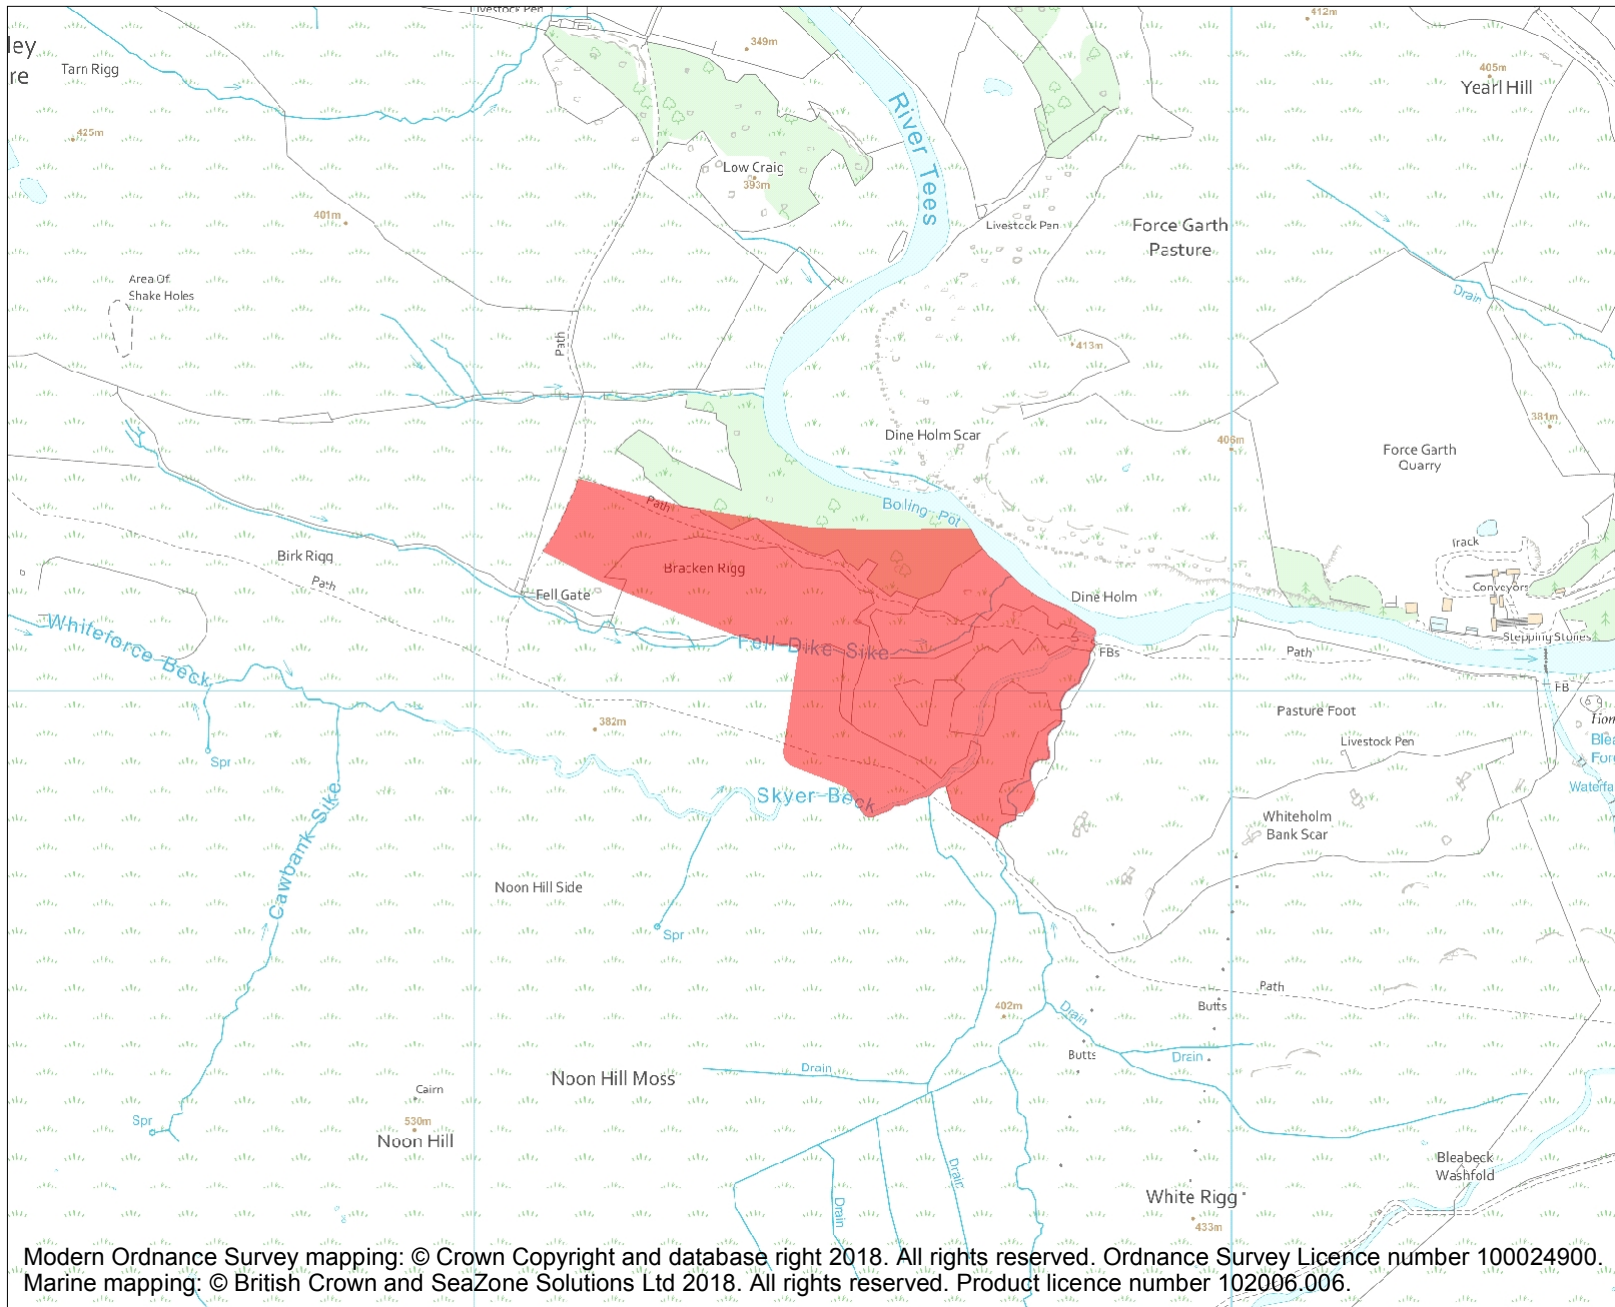 Livestock Pen
ley
re
Tarn Rigg
349m
412m
405m
Yearl Hill
425m
River Tees
Low Craig
393m
401m
Livestock Pen
Force Garth
Pasture
Area Of
Shake Holes
Drain
Path
413m
381m
Dine Holm Scar
406m
Force Garth
Quarry
Path
Boiling Pot
Track
Birk Rigg
Bracken Rigg
Path
Conveyors
Fell Gate
Dine Holm
Whiteforce Beck
Stepping Stones
Fell Dike Sike
FBs
Path
FB
382m
Pasture Foot
Livestock Pen
Spr
Cawbank Sike
Skyer Beck
Whiteholm
Bank Scar
Noon Hill Side
Spr
Path
402m
Butts
Drain
Butts
Drain
Drain
Noon Hill Moss
Cairn
530m
Noon Hill
Spr
Drain
Drain
Bleabeck
Washfold
White Rigg
433m
Modern Ordnance Survey mapping: © Crown Copyright and database right 2018. All rights reserved. Ordnance Survey Licence number 100024900.
Marine mapping: © British Crown and SeaZone Solutions Ltd 2018. All rights reserved. Product licence number 102006.006.